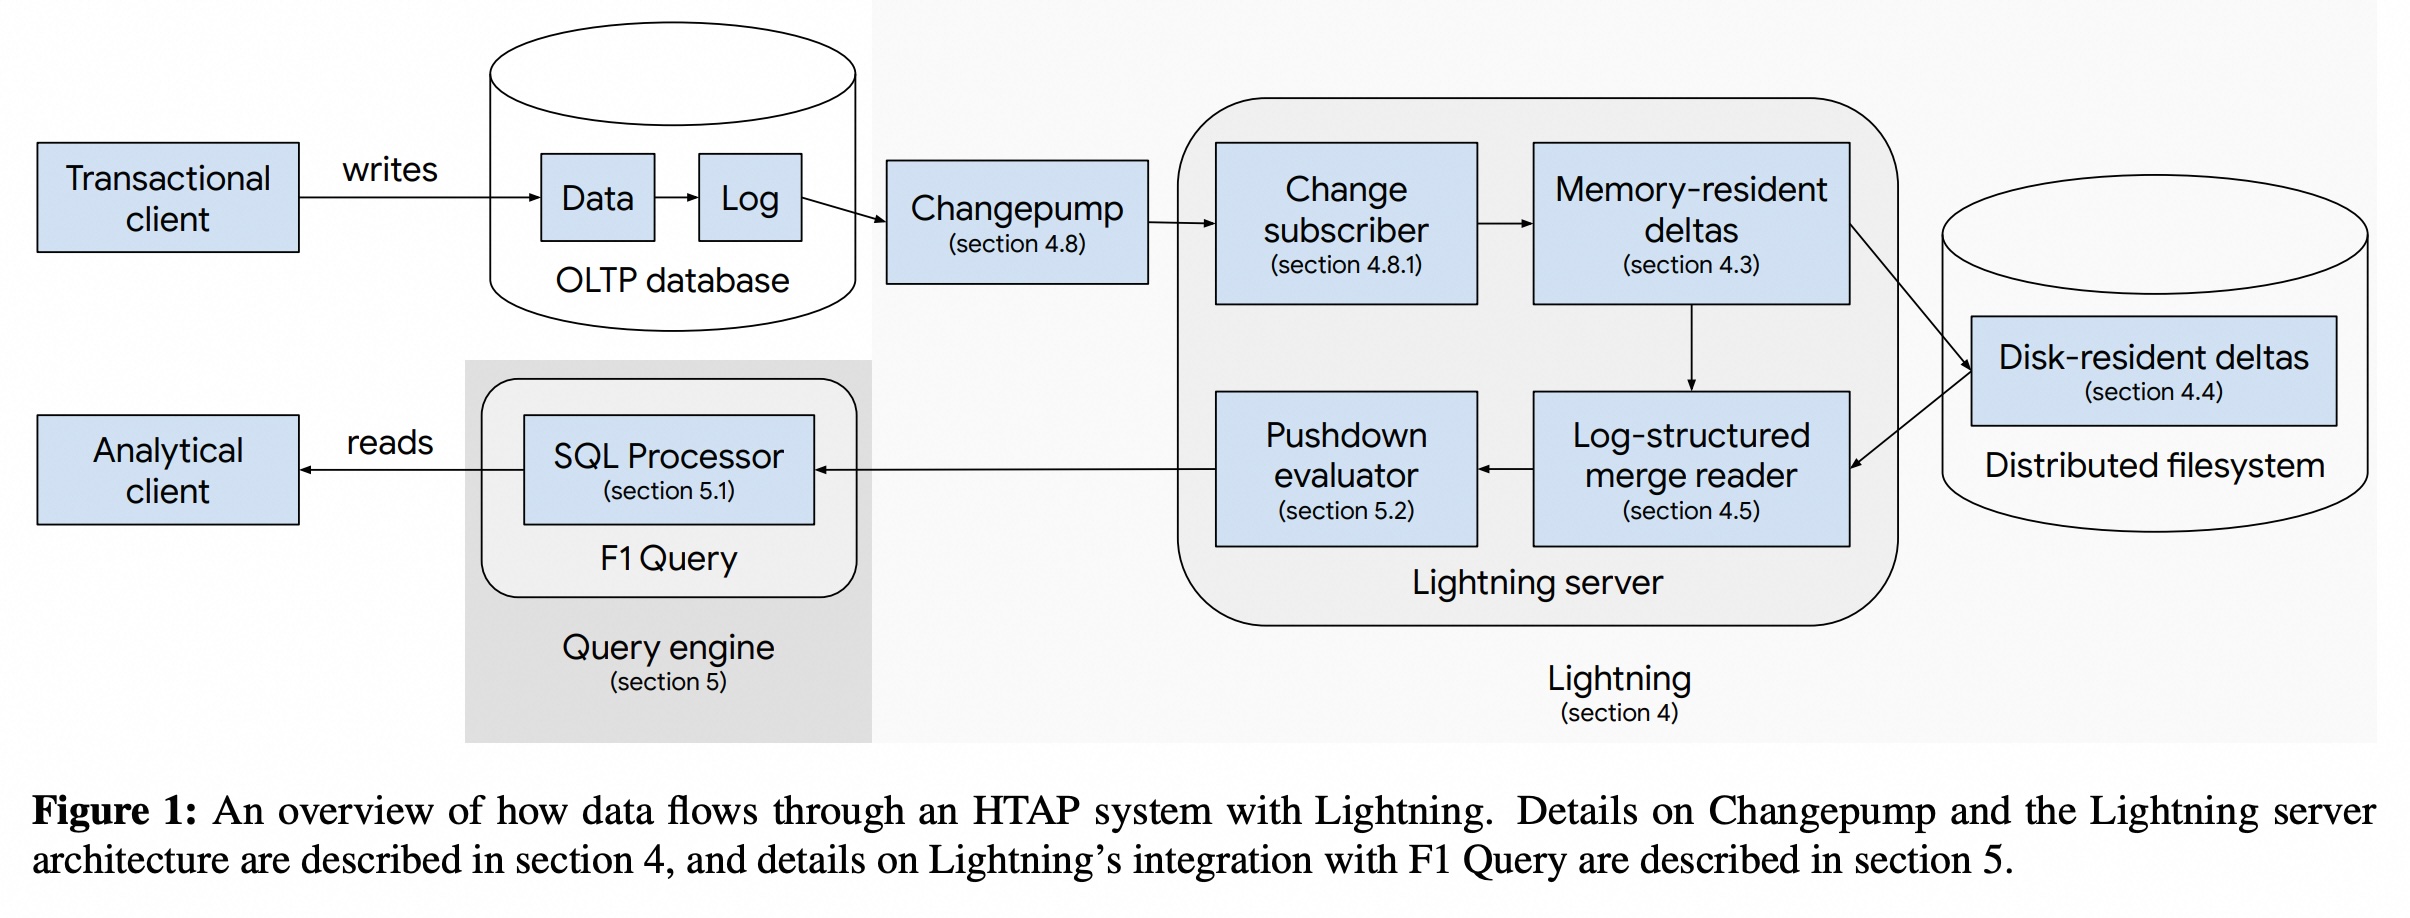 Transactional
client
writes
Data
Log
OLTP database
Changepump
(section 4.8)
Change
subscriber
(section 4.8.1)
Memory-resident
deltas
(section 4.3)
Disk-resident deltas
(section 4.4)
Distributed filesystem
Analytical
client
reads
SQL Processor
(section 5.1)
F1 Query
Query engine
(section 5)
Pushdown
evaluator
(section 5.2)
Log-structured
merge reader
(section 4.5)
Lightning server
Lightning
(section 4)
Figure 1: An overview of how data flows through an HTAP system with Lightning. Details on Changepump and the Lightning server
architecture are described in section 4, and details on Lightning’s integration with F1 Query are described in section 5.